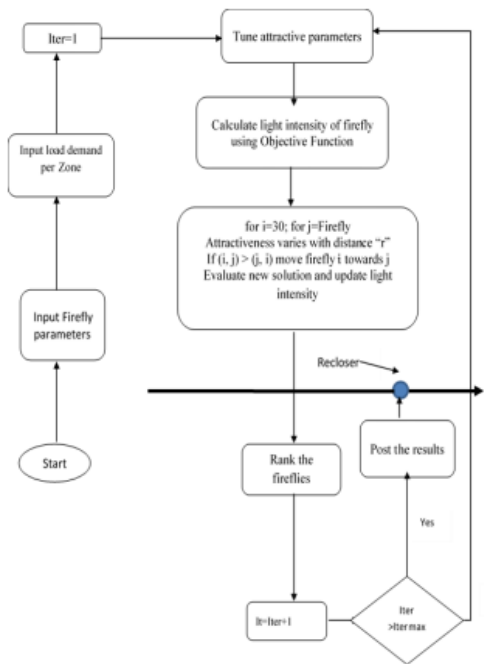 Iter=1
Tune attractive parameters
Calculate light intensity of firefly
using Objective Function
Input load demand
per Zone
for i=30; for j=Firefly
Attractiveness varies with distance "r"
If (i, j) > (j, i) move firefly i towards j
Evaluate new solution and update light
intensity
Input Firefly
parameters
Recloser
Start
Rank the
fireflies
Post the results
Yes
It=Iter+1
Iter
>Iter max